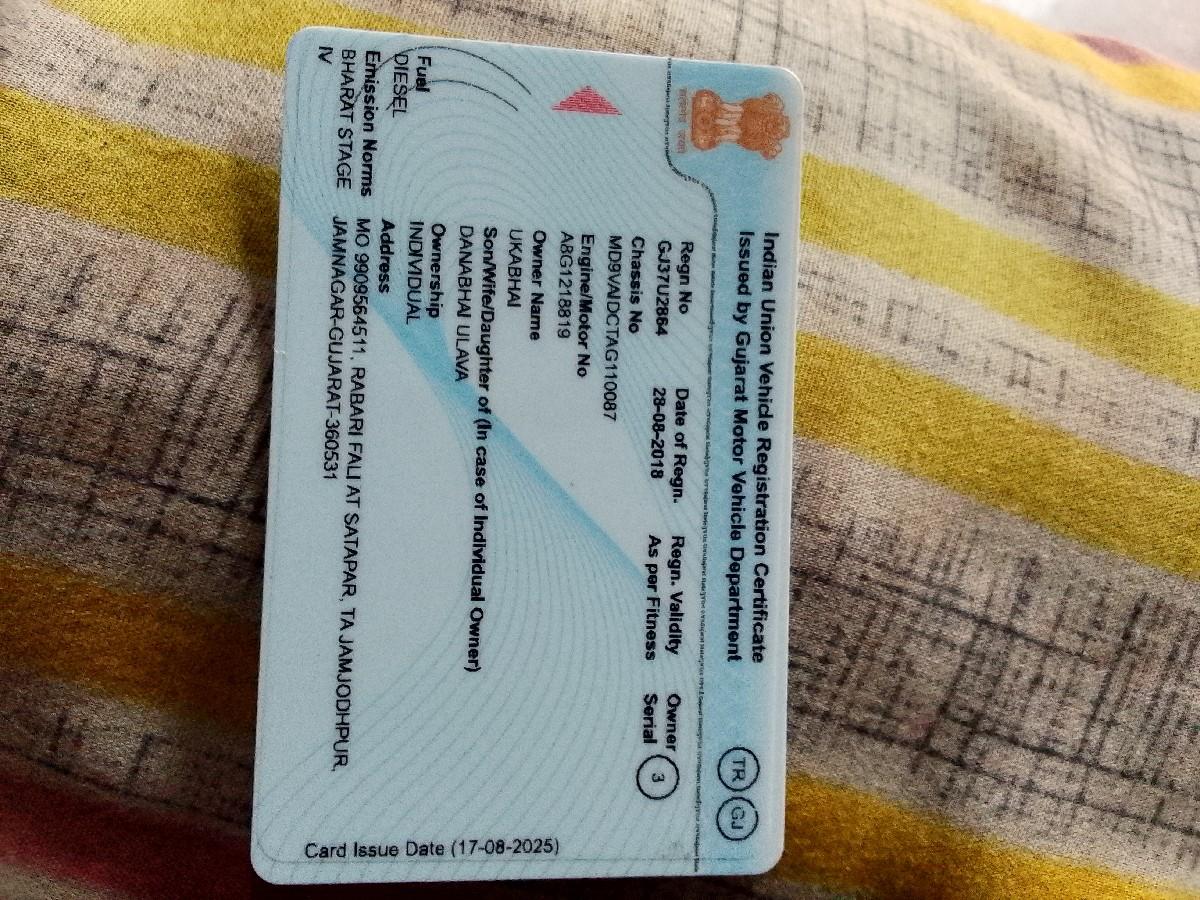 Indian Union Vehicle Registration Certificate
Issued by Gujarat Motor Vehicle Department
TR GJ
Regn No Date of Regn. Regn. Validity Owner Serial 3
GJ37U2864 28-08-2018 As per Fitness
Chassis No
MD9VAIDCTAG110087
Engine/Motor No
A8G1218819
Owner Name
UKABHAI
Son/Wife/Daughter of (In case of Individual Owner)
DANABHAI ULAVA
Ownership
INDIVIDUAL
Fuel
DIESEL
Emission Norms
BHARAT STAGE
IV
Address
MO 9909564511, RABARI FALI AT SATAPAR, TA JAMJODHPUR,
JAMNAGAR-GUJARAT-360531
Card Issue Date (17-08-2025)